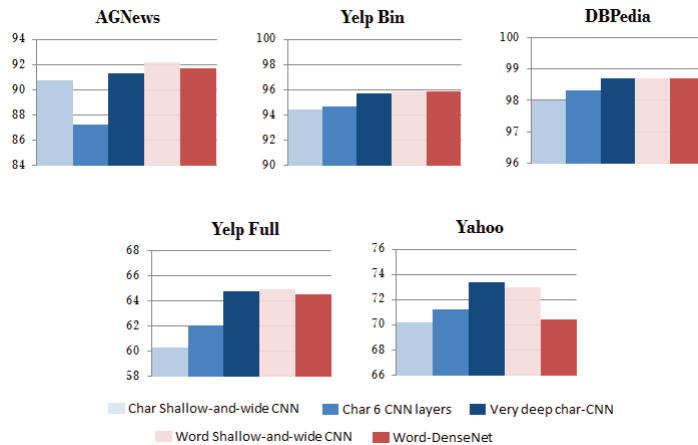 AGNews
94
92
90
88
86
84
Yelp Bin
100
98
96
94
92
90
DBPedia
100
99
98
97
96
Yelp Full
68
66
64
62
60
58
Yahoo
76
74
72
70
68
66
Char Shallow-and-wide CNN
Char 6 CNN layers
Very deep char-CNN
Word Shallow-and-wide CNN
Word-DenseNet